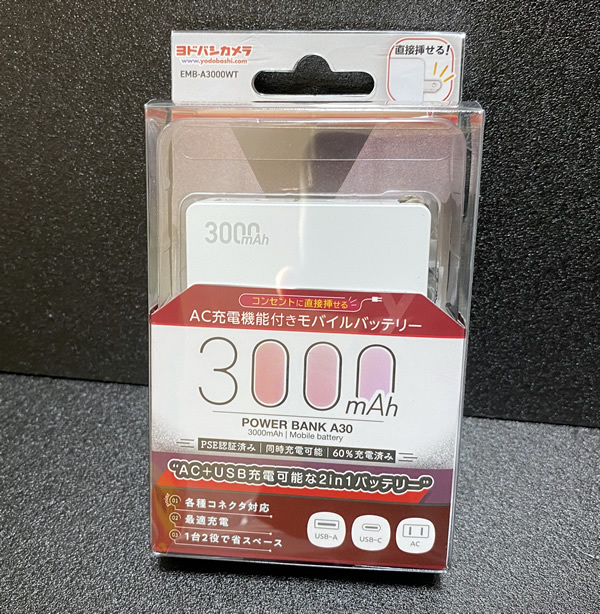 ヨドバシカメラ
www.yodobashi.com
EMB-A3000WT
直接挿せる!
3000mAh
コンセントに直接挿せる
AC充電機能付きモバイルバッテリー
3000mAh
POWER BANK A30
3000mAh | Mobile battery
PSE認証済み | 同時充電可能 | 60%充電済み
“AC+USB充電可能な2in1バッテリー”
01 各種コネクタ対応
02 最適充電
03 1台2役で省スペース
USB-A
USB-C
AC